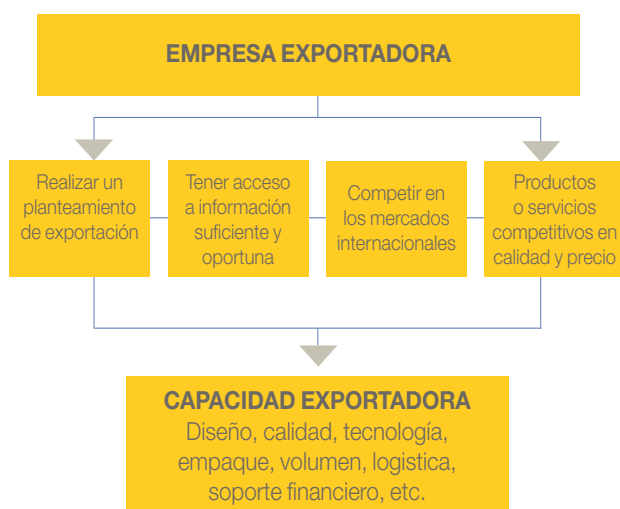 EMPRESA EXPORTADORA
Realizar un
planteamiento
de exportación
Tener acceso
a información
suficiente y
oportuna
Competir en
los mercados
internacionales
Productos
o servicios
competitivos en
calidad y precio
CAPACIDAD EXPORTADORA
Diseño, calidad, tecnología,
empaque, volumen, logistica,
soporte financiero, etc.